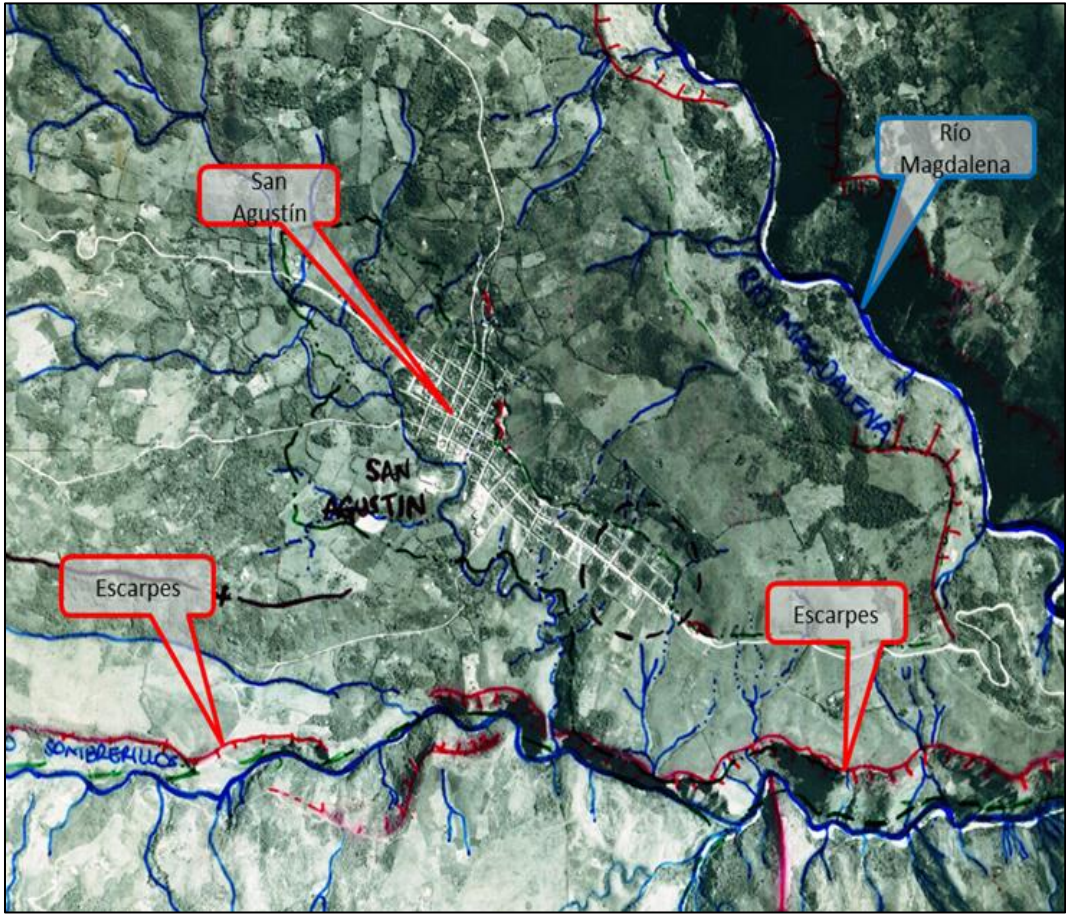 San
Agustín
Río
Magdalena
RIO MAGDALENA
SAN
AGUSTIN
Escarpes
Escarpes
SOMBRERILLOS